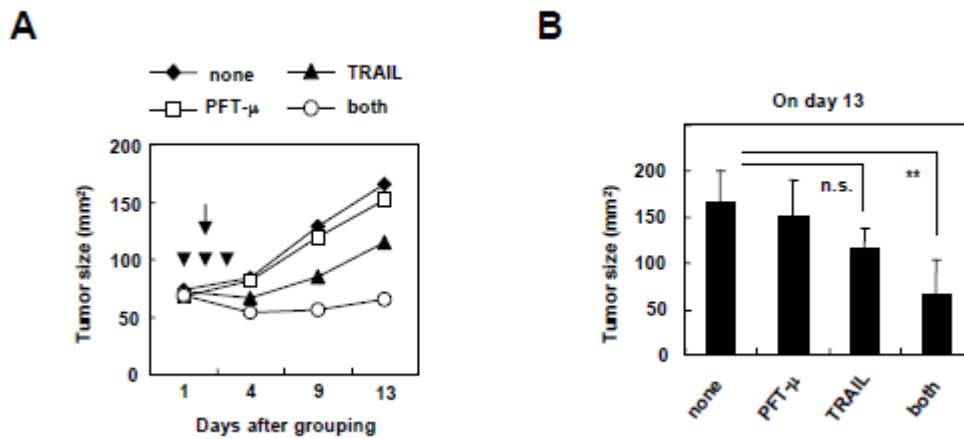 A
none
TRAIL
PFT-μ
both
200
150
100
50
0
Tumor size (mm²)
1 4 9 13
Days after grouping
B
On day 13
200
150
100
50
0
Tumor size (mm²)
n.s.
**
none
PFT-μ
TRAIL
both